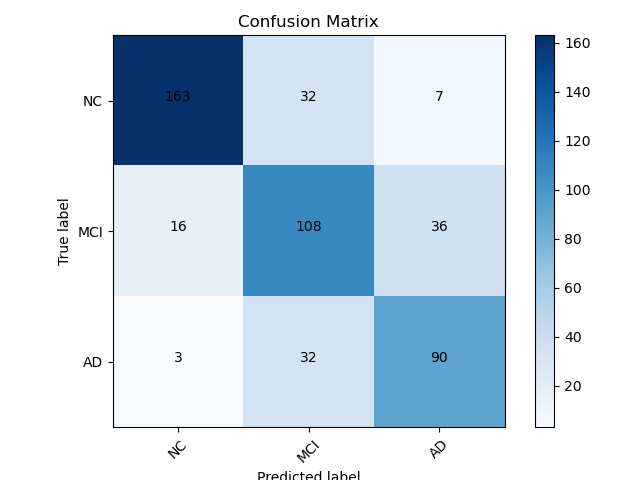 Confusion Matrix
True label
NC
163
32
7
MCI
16
108
36
AD
3
32
90
NC
MCI
AD
Predicted label
160
140
120
100
80
60
40
20